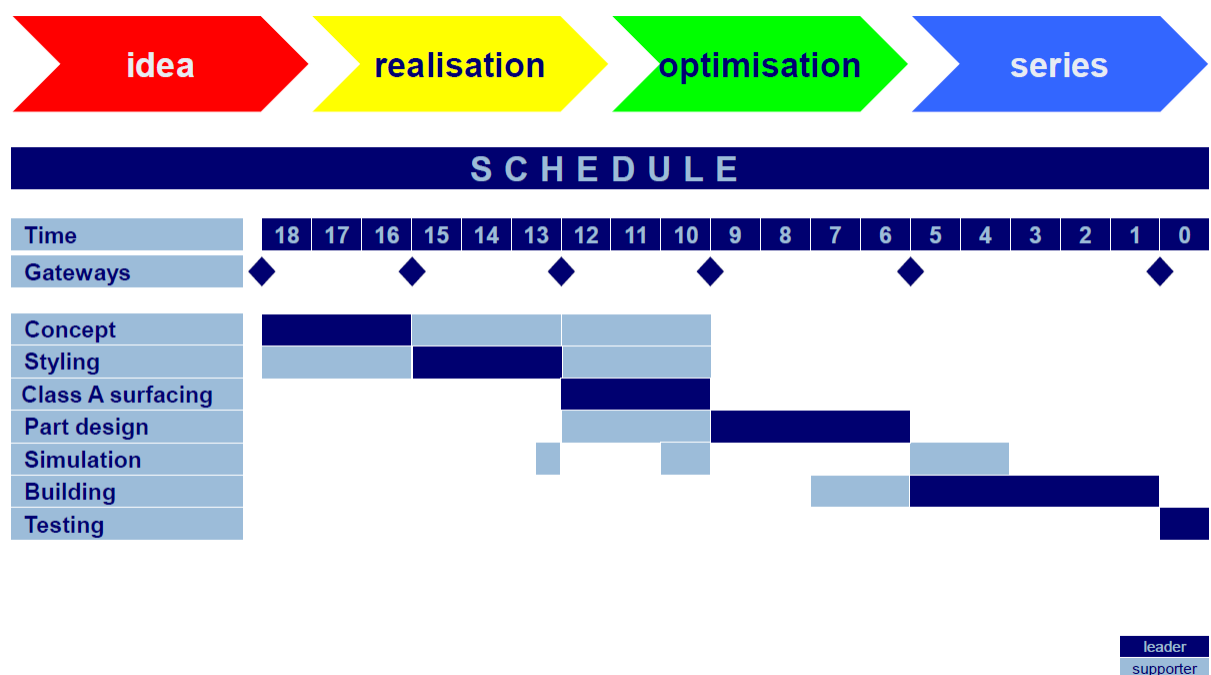 idea realisation optimisation series
SCHEDULE
Time 18 17 16 15 14 13 12 11 10 9 8 7 6 5 4 3 2 1 0
Gateways
Concept
Styling
Class A surfacing
Part design
Simulation
Building
Testing
leader
supporter